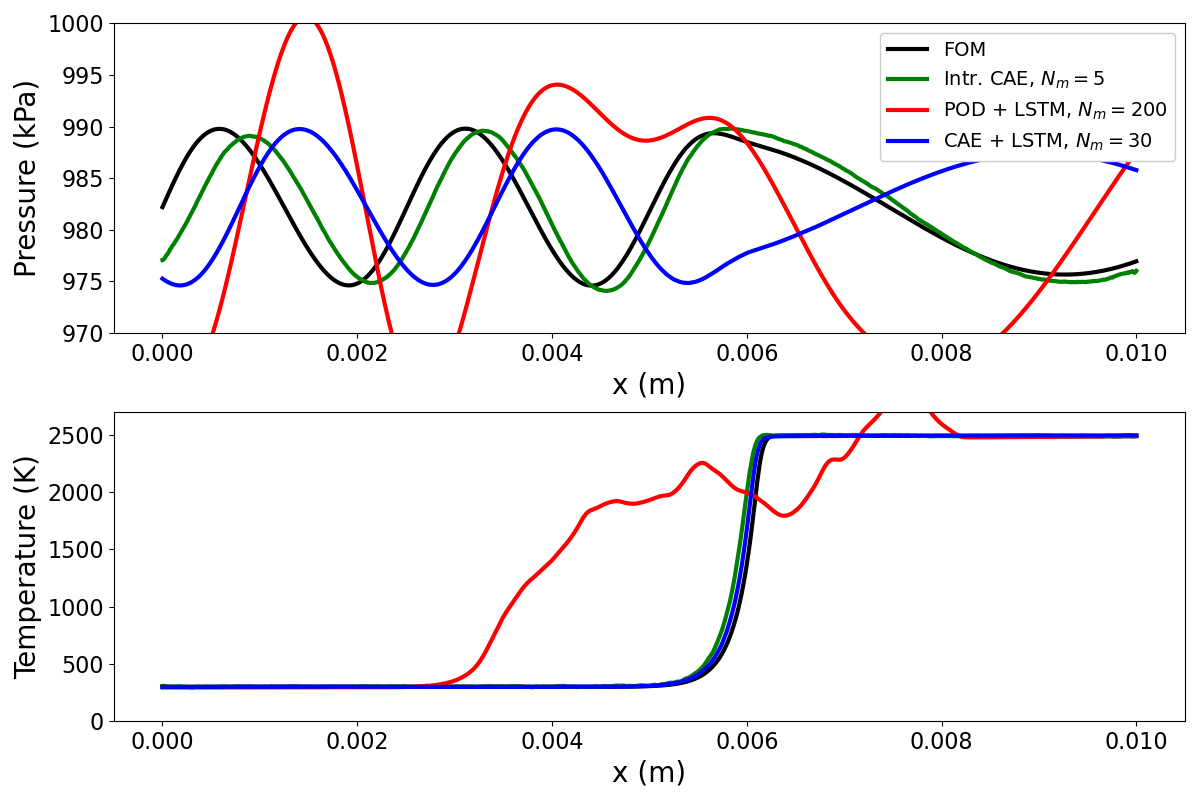 1000
995
990
985
980
975
970
Pressure (kPa)
FOM
Intr. CAE, $N_m = 5$
POD + LSTM, $N_m = 200$
CAE + LSTM, $N_m = 30$
0.000 0.002 0.004 0.006 0.008 0.010
x (m)
2500
2000
1500
1000
500
0
Temperature (K)
0.000 0.002 0.004 0.006 0.008 0.010
x (m)